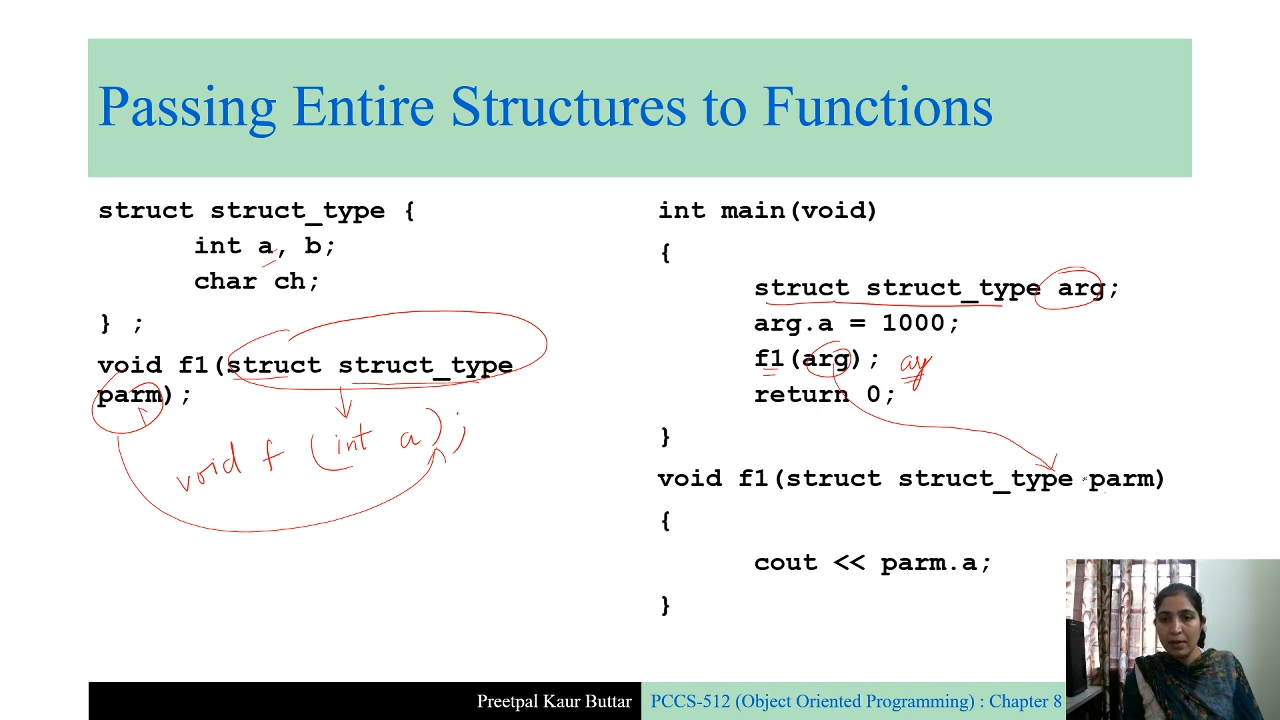 Passing Entire Structures to Functions
struct struct_type {
int a, b;
char ch;
} ;
void f1(struct struct_type
parm);
void f (int a);
int main(void)
{
struct struct_type arg;
arg.a = 1000;
f1(arg); arg
return 0;
}
void f1(struct struct_type parm)
{
cout << parm.a;
}
Preetpal Kaur Buttar
PCCS-512 (Object Oriented Programming) : Chapter 8